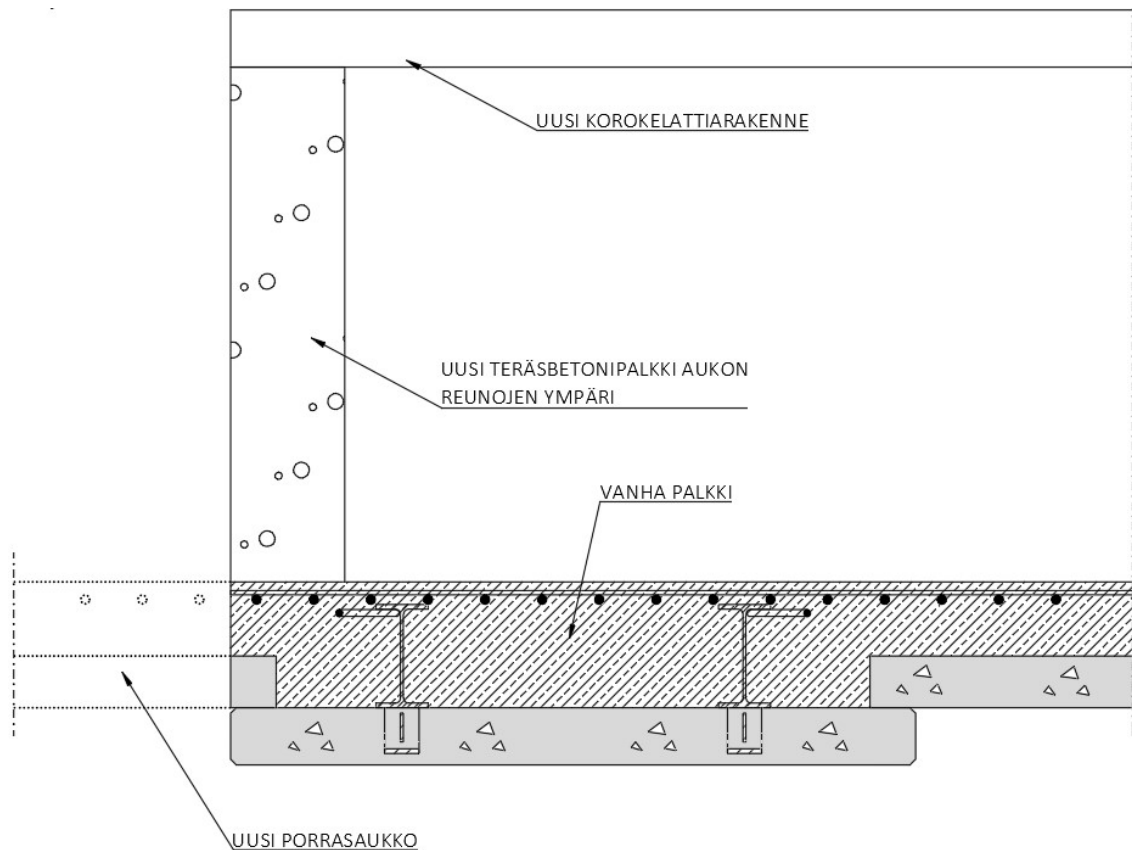 UUSI KOROKELATTIARAKENNE
UUSI TERÄSBETONIPALKKI AUKON
REUNOJEN YMPÄRI
VANHA PALKKI
UUSI PORRASAUKKO